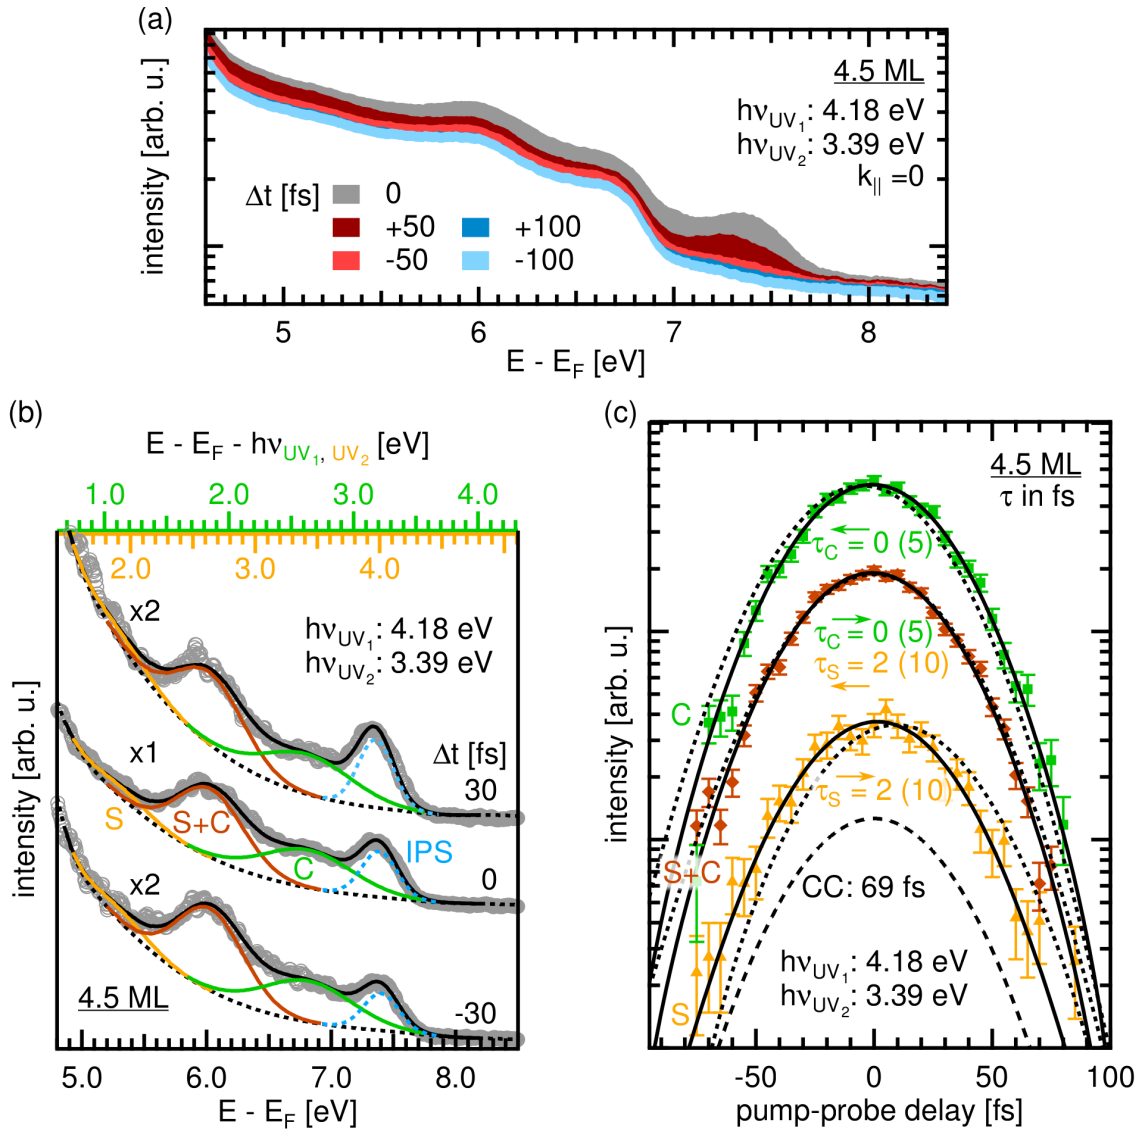 (a)
intensity [arb. u.]
4.5 ML
hν_UV₁: 4.18 eV
hν_UV₂: 3.39 eV
k_|| =0
Δt [fs]
0
+50
+100
-50
-100
5
6
7
8
E - E_F [eV]
(b)
E - E_F - hν_UV₁, UV₂ [eV]
1.0
2.0
3.0
4.0
2.0
3.0
4.0
x2
hν_UV₁: 4.18 eV
hν_UV₂: 3.39 eV
intensity [arb. u.]
x1
Δt [fs]
30
S
S+C
C
IPS
0
x2
4.5 ML
-30
5.0
6.0
7.0
8.0
E - E_F [eV]
(c)
4.5 ML
τ in fs
←
τ_C = 0 (5)
→
τ_C = 0 (5)
τ_S = 2 (10)
←
→
τ_S = 2 (10)
intensity [arb. u.]
C
S+C
S
CC: 69 fs
hν_UV₁: 4.18 eV
hν_UV₂: 3.39 eV
-50
0
50
100
pump-probe delay [fs]